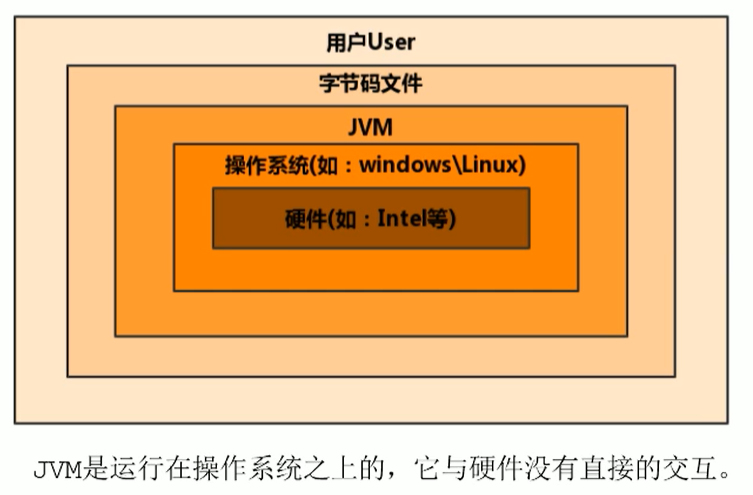 用户User
字节码文件
JVM
操作系统(如：windows\Linux)
硬件(如：Intel等)
JVM是运行在操作系统之上的，它与硬件没有直接的交互。